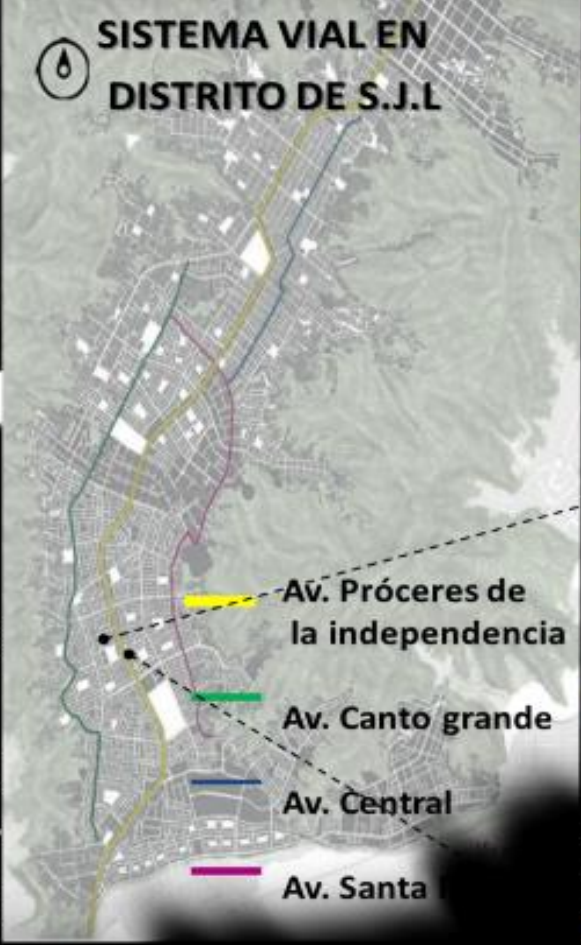 SISTEMA VIAL EN
DISTRITO DE S.J.L
Av. Próceres de
la independencia
Av. Canto grande
Av. Central
Av. Santa